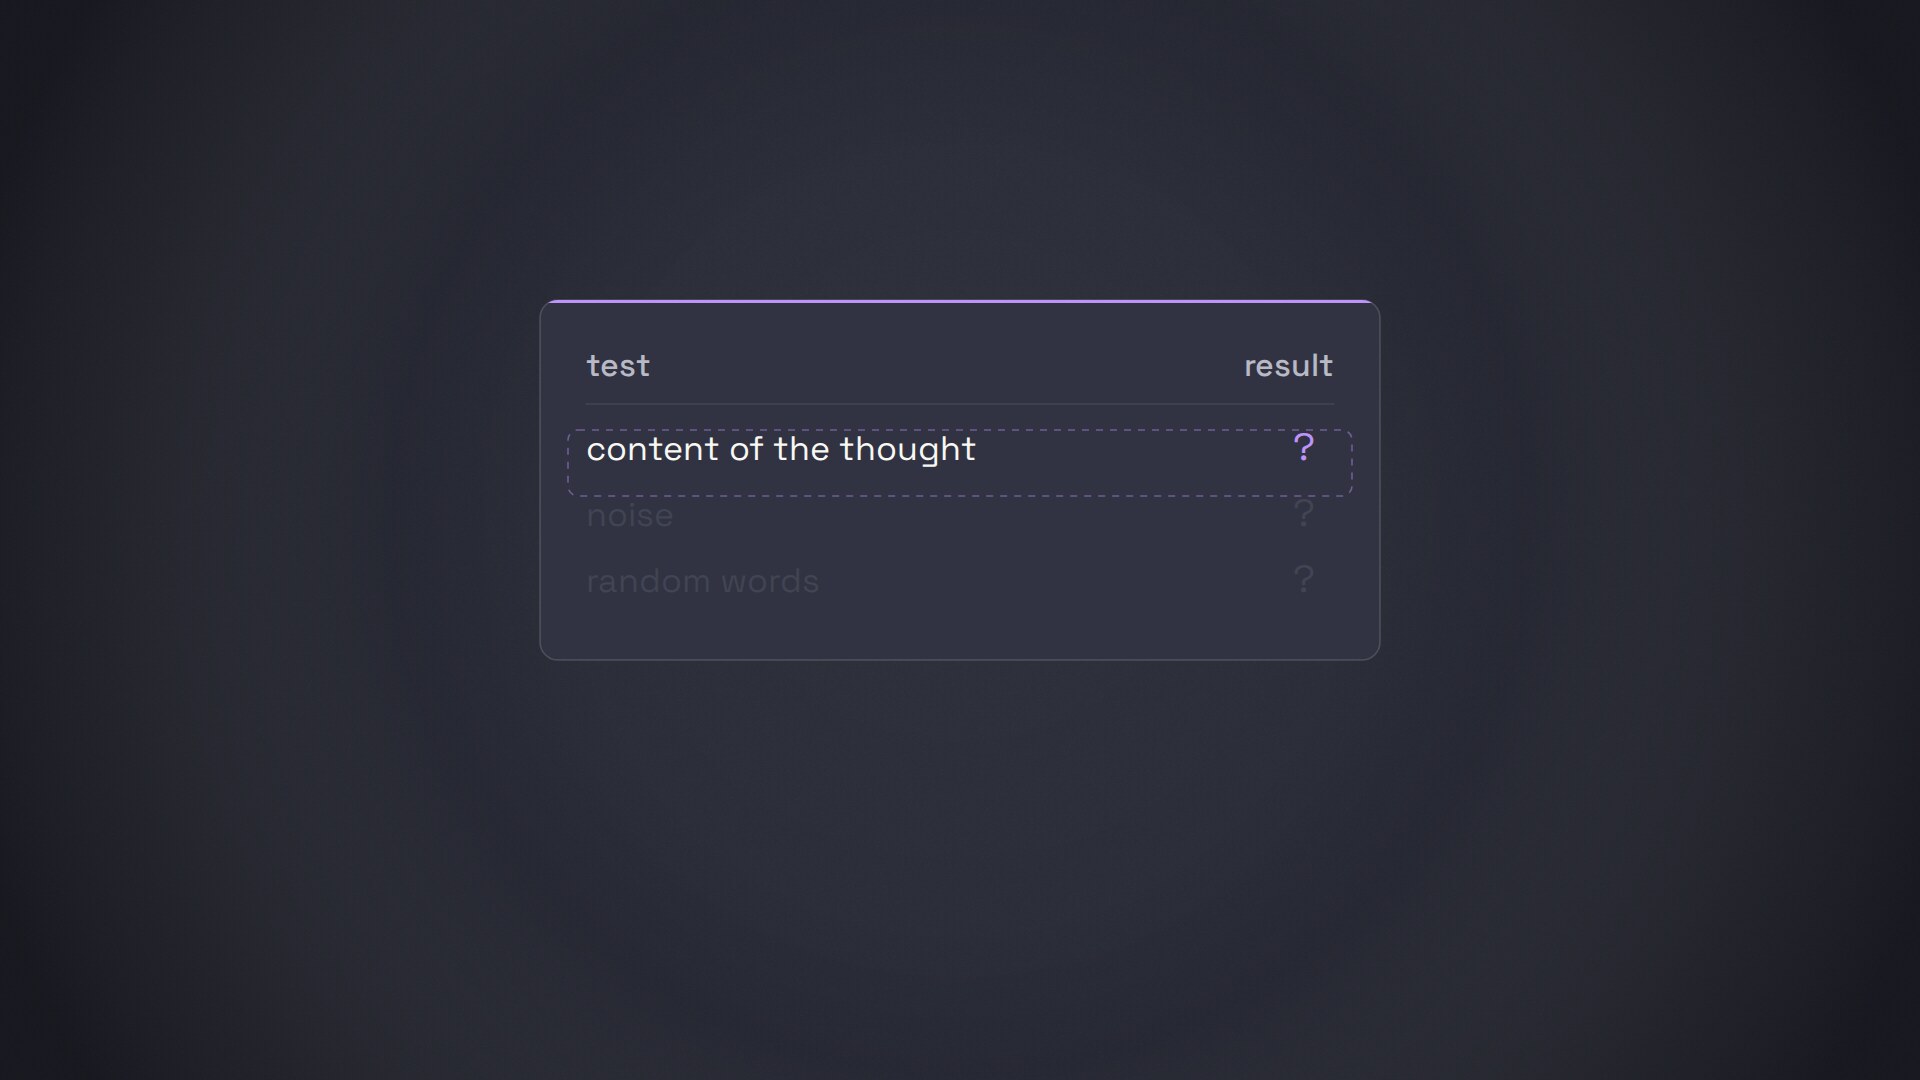 test result
content of the thought ?
noise ?
random words ?